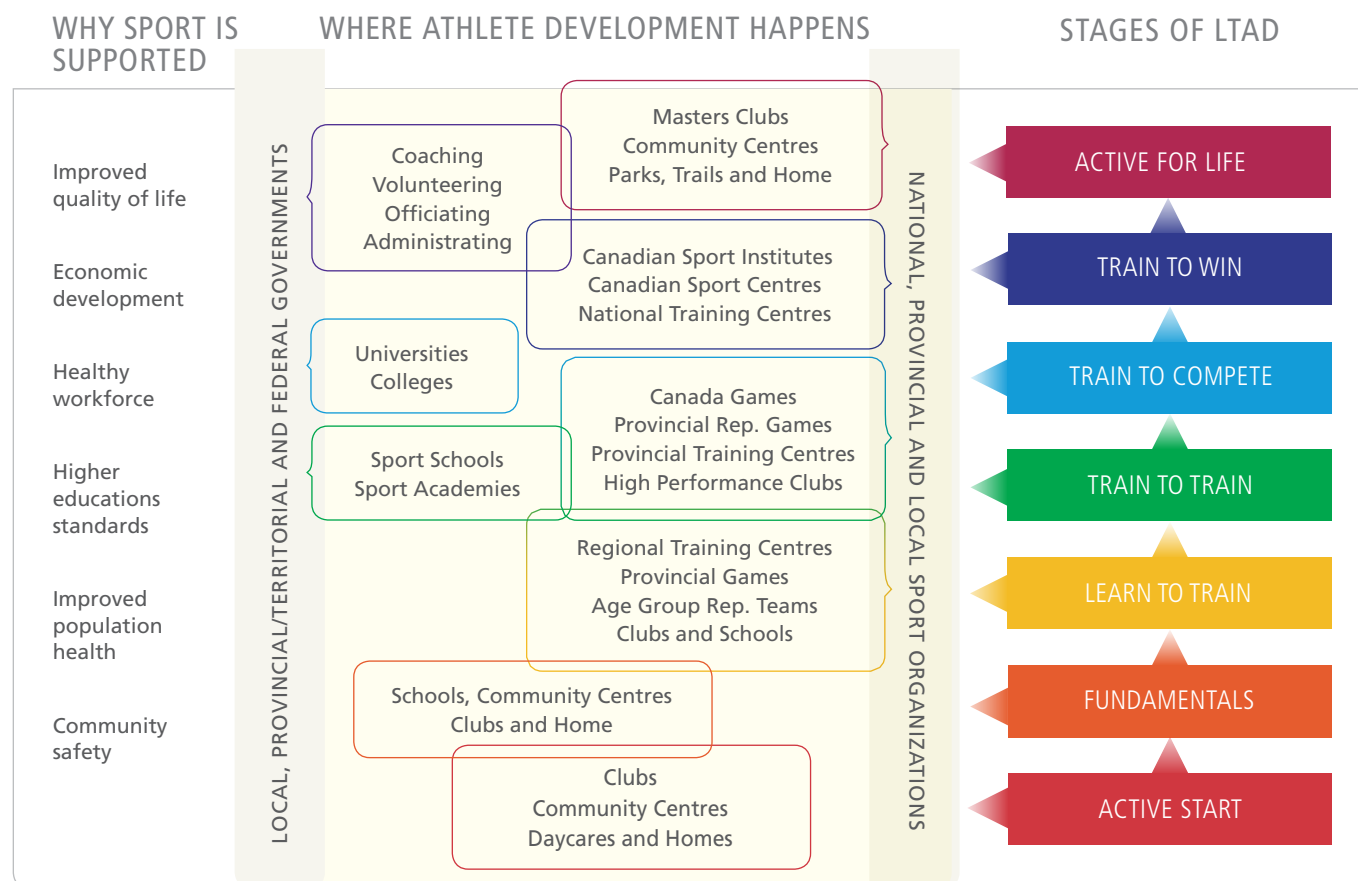 WHY SPORT IS
SUPPORTED
WHERE ATHLETE DEVELOPMENT HAPPENS
STAGES OF LTAD
Improved
quality of life
Economic
development
Healthy
workforce
Higher
educations
standards
Improved
population
health
Community
safety
LOCAL, PROVINCIAL/TERRITORIAL AND FEDERAL GOVERNMENTS
Coaching
Volunteering
Officiating
Administrating
Universities
Colleges
Sport Schools
Sport Academies
Masters Clubs
Community Centres
Parks, Trails and Home
Canadian Sport Institutes
Canadian Sport Centres
National Training Centres
Canada Games
Provincial Rep. Games
Provincial Training Centres
High Performance Clubs
Regional Training Centres
Provincial Games
Age Group Rep. Teams
Clubs and Schools
Schools, Community Centres
Clubs and Home
Clubs
Community Centres
Daycares and Homes
NATIONAL, PROVINCIAL AND LOCAL SPORT ORGANIZATIONS
ACTIVE FOR LIFE
TRAIN TO WIN
TRAIN TO COMPETE
TRAIN TO TRAIN
LEARN TO TRAIN
FUNDAMENTALS
ACTIVE START